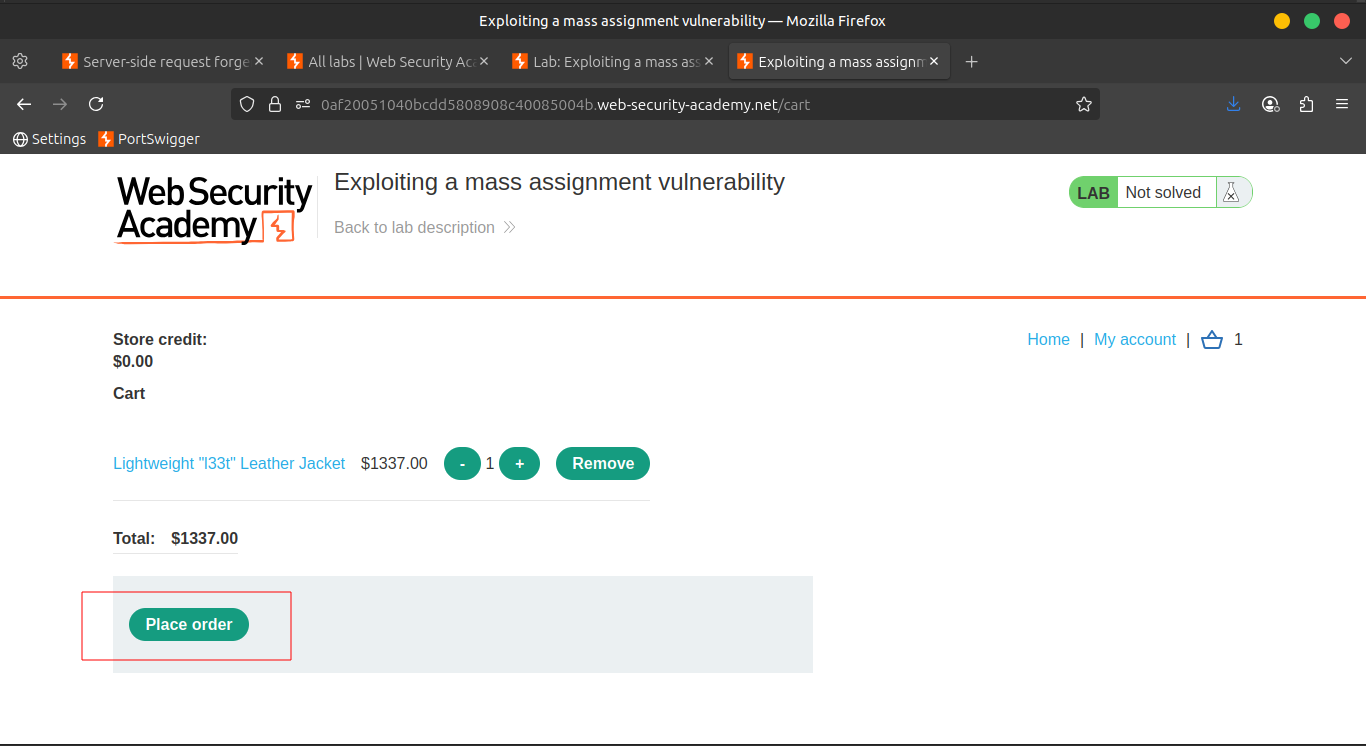 Exploiting a mass assignment vulnerability — Mozilla Firefox
Server-side request forge
All labs | Web Security Aca
Lab: Exploiting a mass ass
Exploiting a mass assignm
0af20051040bcdd5808908c40085004b.web-security-academy.net/cart
Settings PortSwigger
Web Security
Academy
Exploiting a mass assignment vulnerability
Back to lab description
LAB Not solved
Store credit:
$0.00
Home | My account | 1
Cart
Lightweight "l33t" Leather Jacket $1337.00 - 1 + Remove
Total: $1337.00
Place order